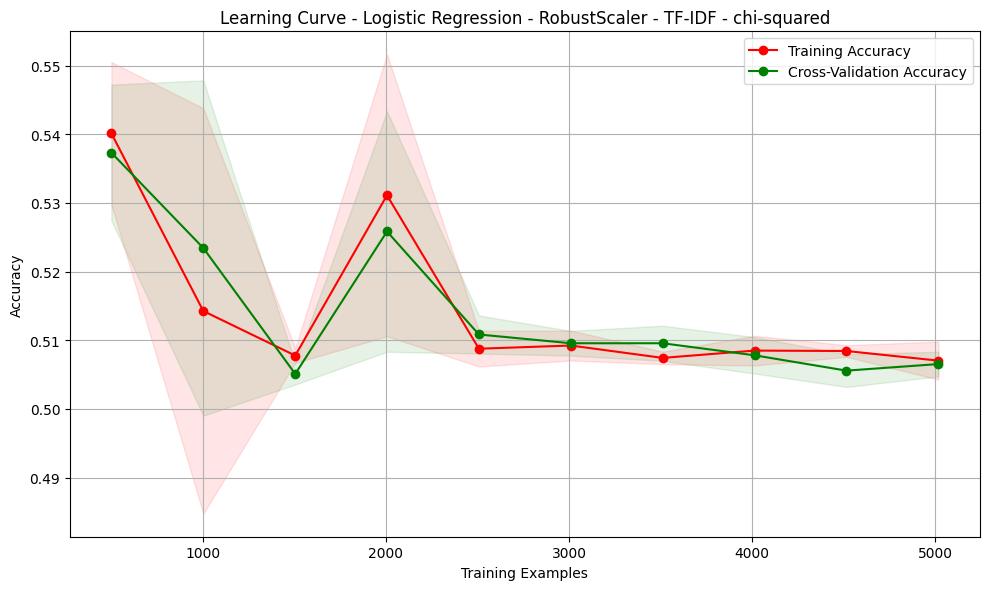 Learning Curve - Logistic Regression - RobustScaler - TF-IDF - chi-squared
Training Accuracy
Cross-Validation Accuracy
0.55
0.54
0.53
0.52
0.51
0.50
0.49
Accuracy
1000 2000 3000 4000 5000
Training Examples